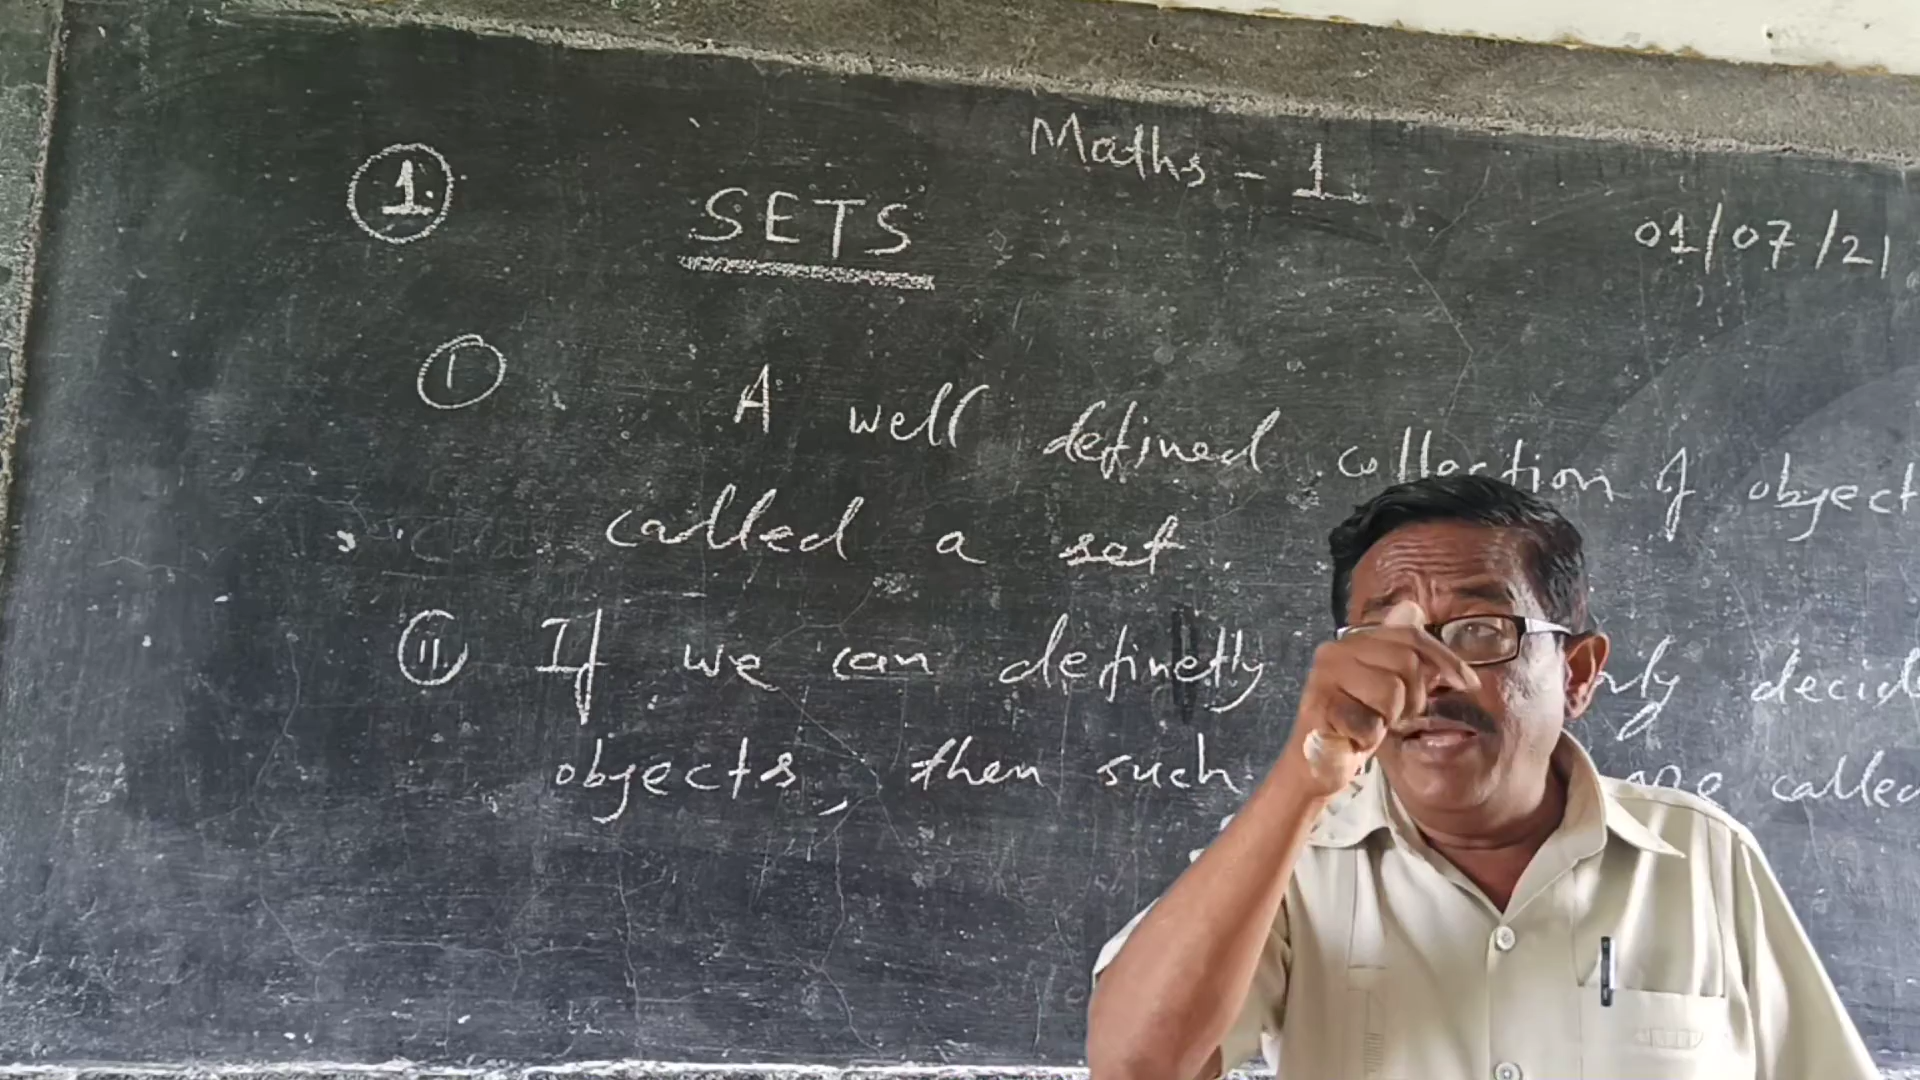 Maths - 1
1. SETS
01/07/21
I A well defined collection of object
called a set.
II. If we can definetly decid
objects, then such are called